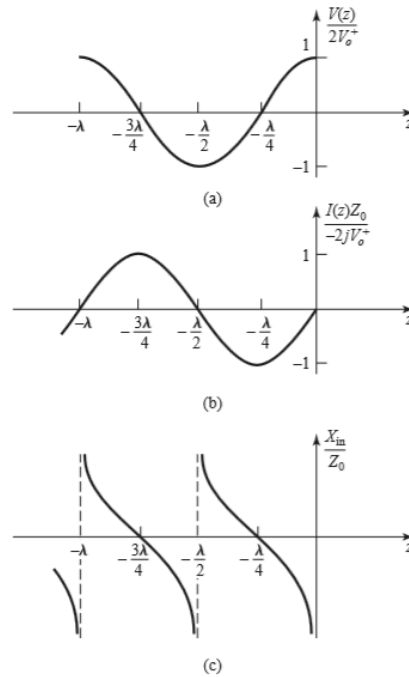 V(z)
2V_o^+
1
-λ
-3λ/4
-λ/2
-λ/4
z
-1
(a)
I(z)Z_0
-2jV_o^+
1
-λ
-3λ/4
-λ/2
-λ/4
z
-1
(b)
X_in
Z_0
-λ
-3λ/4
-λ/2
-λ/4
z
(c)